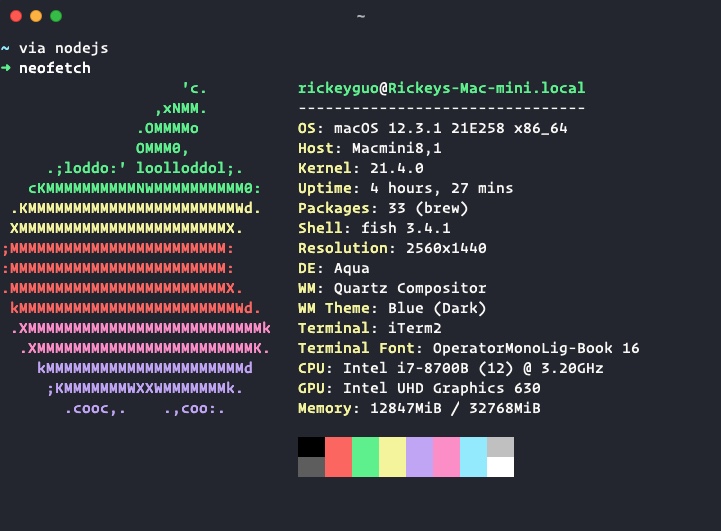 ~
~ via nodejs
➜ neofetch
                    'c.          rickeyguo@Rickeys-Mac-mini.local
                 ,xNMM.          --------------------------------
               .OMMMMo           OS: macOS 12.3.1 21E258 x86_64
               OMMM0,            Host: Macmini8,1
     .;loddo:' loolloddol;.      Kernel: 21.4.0
   cKMMMMMMMMMMNWMMMMMMMMMM0:    Uptime: 4 hours, 27 mins
 .KMMMMMMMMMMMMMMMMMMMMMMMWd.    Packages: 33 (brew)
 XMMMMMMMMMMMMMMMMMMMMMMMX.      Shell: fish 3.4.1
;MMMMMMMMMMMMMMMMMMMMMMMM:       Resolution: 2560x1440
:MMMMMMMMMMMMMMMMMMMMMMMM:       DE: Aqua
.MMMMMMMMMMMMMMMMMMMMMMMMX.      WM: Quartz Compositor
 kMMMMMMMMMMMMMMMMMMMMMMMMWd.    WM Theme: Blue (Dark)
 .XMMMMMMMMMMMMMMMMMMMMMMMMMMk   Terminal: iTerm2
  .XMMMMMMMMMMMMMMMMMMMMMMMMK.   Terminal Font: OperatorMonoLig-Book 16
    kMMMMMMMMMMMMMMMMMMMMMMd     CPU: Intel i7-8700B (12) @ 3.20GHz
     ;KMMMMMMMWXXWMMMMMMMk.      GPU: Intel UHD Graphics 630
       .cooc,.    .,coo:.        Memory: 12847MiB / 32768MiB